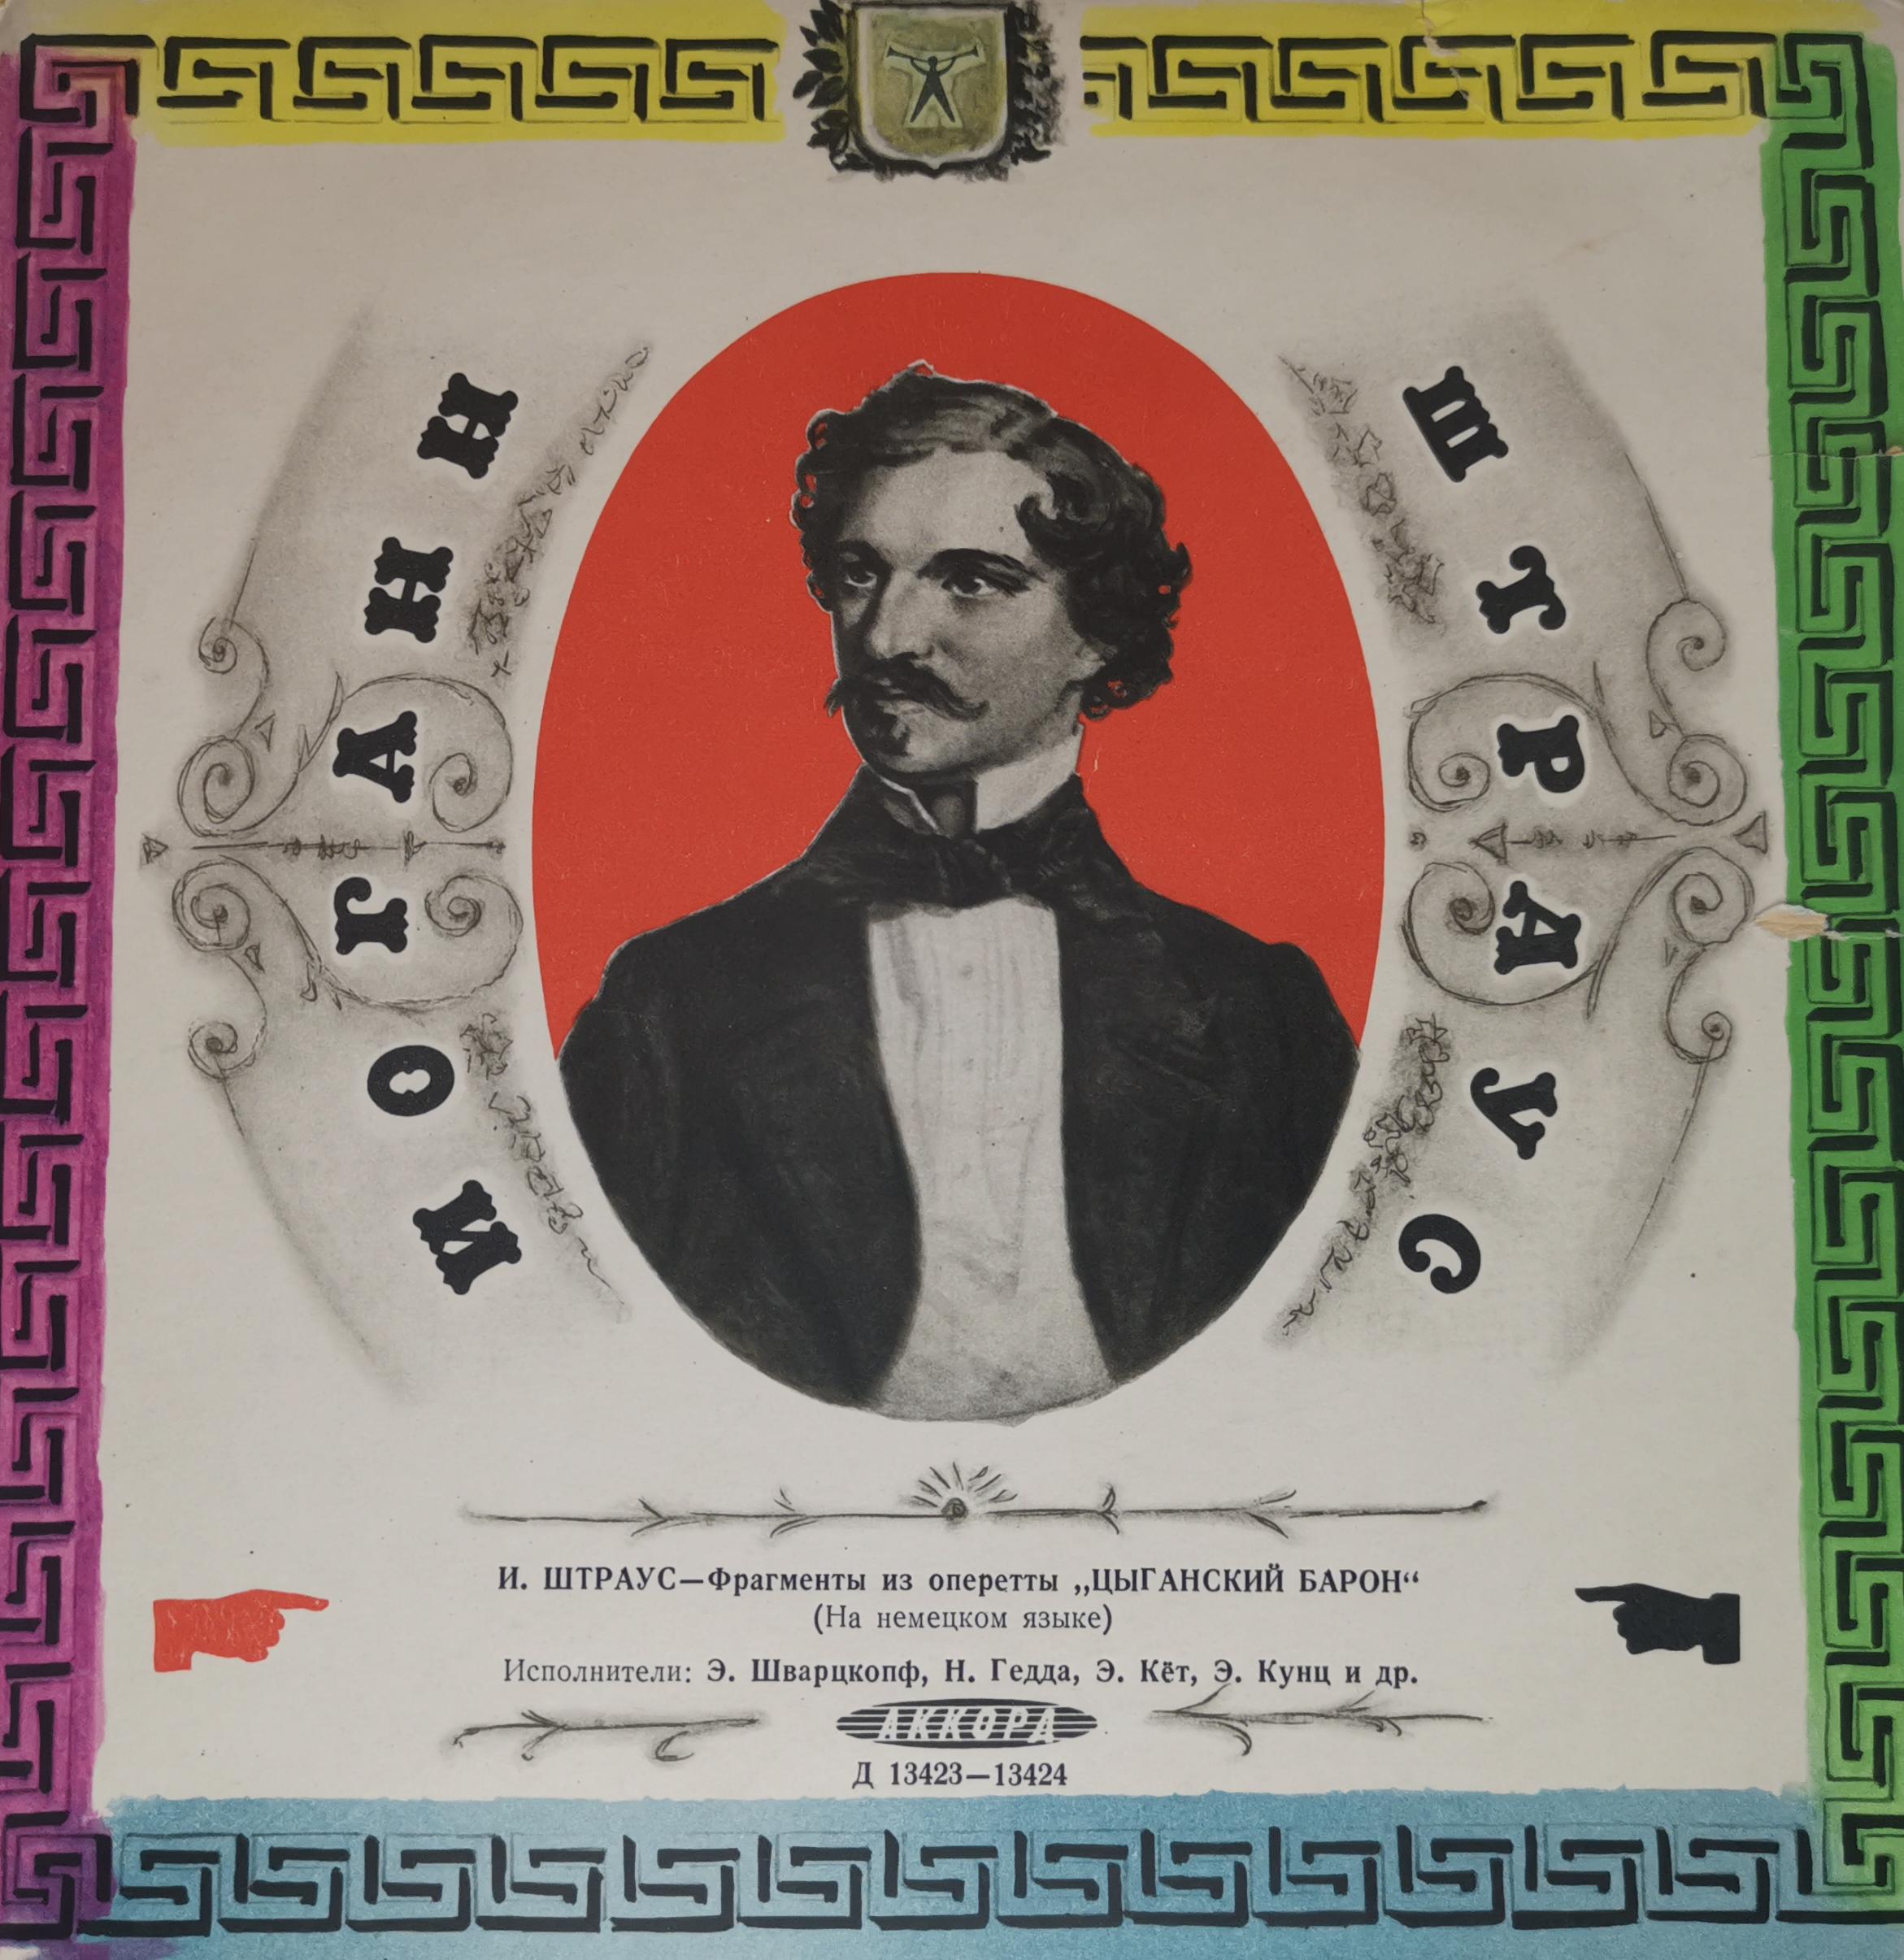 ИОГАНН
ШТРАУС
И. ШТРАУС—Фрагменты из оперетты „ЦЫГАНСКИЙ БАРОН“
(На немецком языке)
Исполнители: Э. Шварцкопф, Н. Гедда, Э. Кёт, Э. Кунц и др.
АККОРД
Д 13423—13424